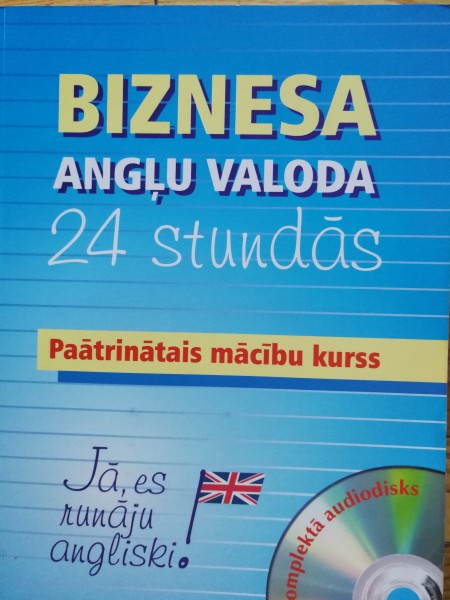 BIZNESA
ANGĻU VALODA
24 stundās
Paātrinātais mācību kurss
Jā, es
runāju
angliski!
komplektā audiodisks